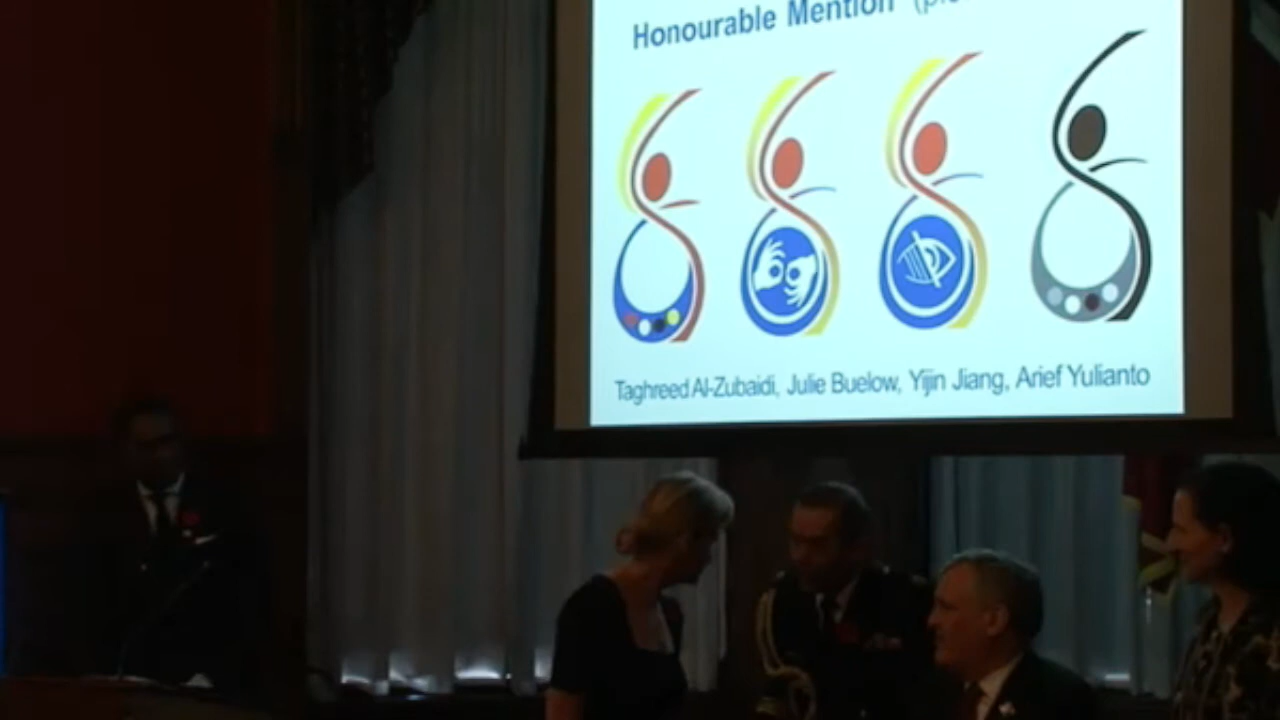 Honourable Mention
Taghreed Al-Zubaidi, Julie Buelow, Yijin Jiang, Arief Yulianto